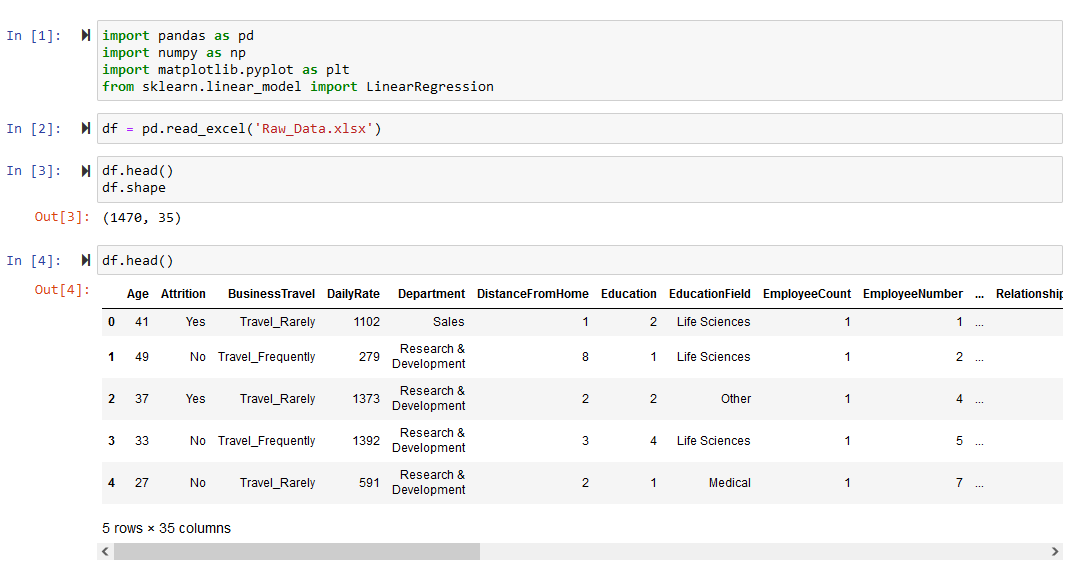 In [1]: import pandas as pd
import numpy as np
import matplotlib.pyplot as plt
from sklearn.linear_model import LinearRegression
In [2]: df = pd.read_excel('Raw_Data.xlsx')
In [3]: df.head()
df.shape
Out[3]: (1470, 35)
In [4]: df.head()
Out[4]:
Age Attrition BusinessTravel DailyRate Department DistanceFromHome Education EducationField EmployeeCount EmployeeNumber ... Relationship
0 41 Yes Travel_Rarely 1102 Sales 1 2 Life Sciences 1 1 ...
1 49 No Travel_Frequently 279 Research & Development 8 1 Life Sciences 1 2 ...
2 37 Yes Travel_Rarely 1373 Research & Development 2 2 Other 1 4 ...
3 33 No Travel_Frequently 1392 Research & Development 3 4 Life Sciences 1 5 ...
4 27 No Travel_Rarely 591 Research & Development 2 1 Medical 1 7 ...
5 rows × 35 columns